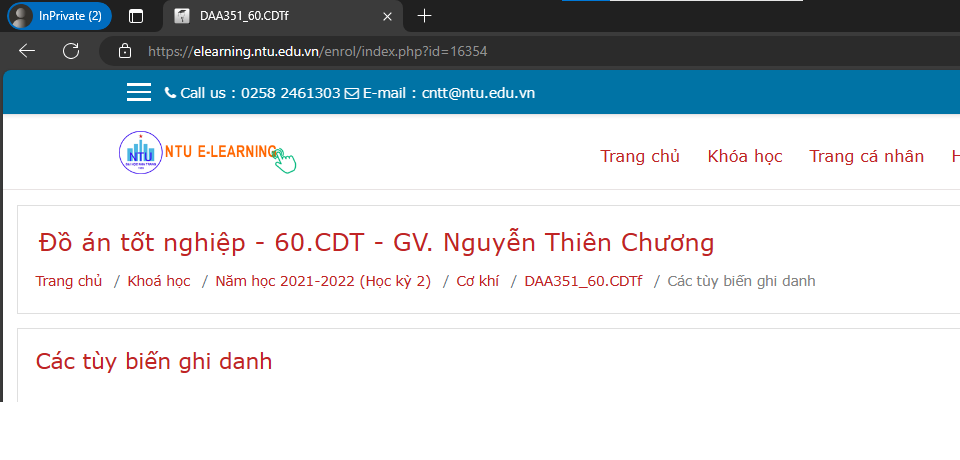 InPrivate (2)
DAA351_60.CDTf
https://elearning.ntu.edu.vn/enrol/index.php?id=16354
Call us : 0258 2461303 E-mail : cntt@ntu.edu.vn
NTU
NTU E-LEARNING
Trang chủ Khóa học Trang cá nhân H
Đồ án tốt nghiệp - 60.CDT - GV. Nguyễn Thiên Chương
Trang chủ / Khoá học / Năm học 2021-2022 (Học kỳ 2) / Cơ khí / DAA351_60.CDTf / Các tùy biến ghi danh
Các tùy biến ghi danh